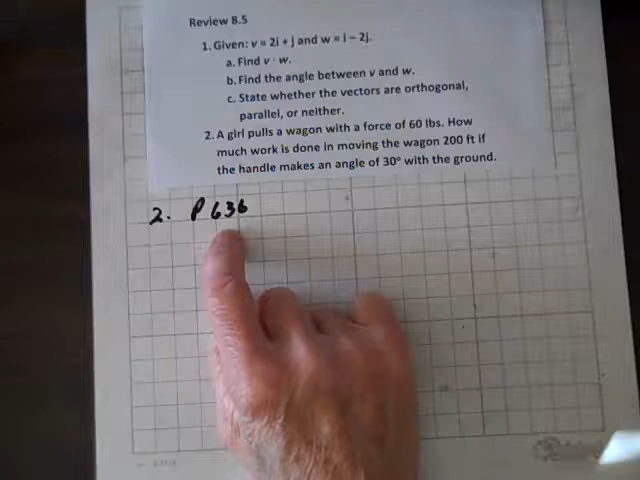 Review 8.5
1. Given: v = 2i + j and w = i – 2j.
a. Find v · w.
b. Find the angle between v and w.
c. State whether the vectors are orthogonal,
parallel, or neither.
2. A girl pulls a wagon with a force of 60 lbs. How
much work is done in moving the wagon 200 ft if
the handle makes an angle of 30° with the ground.
2. P636